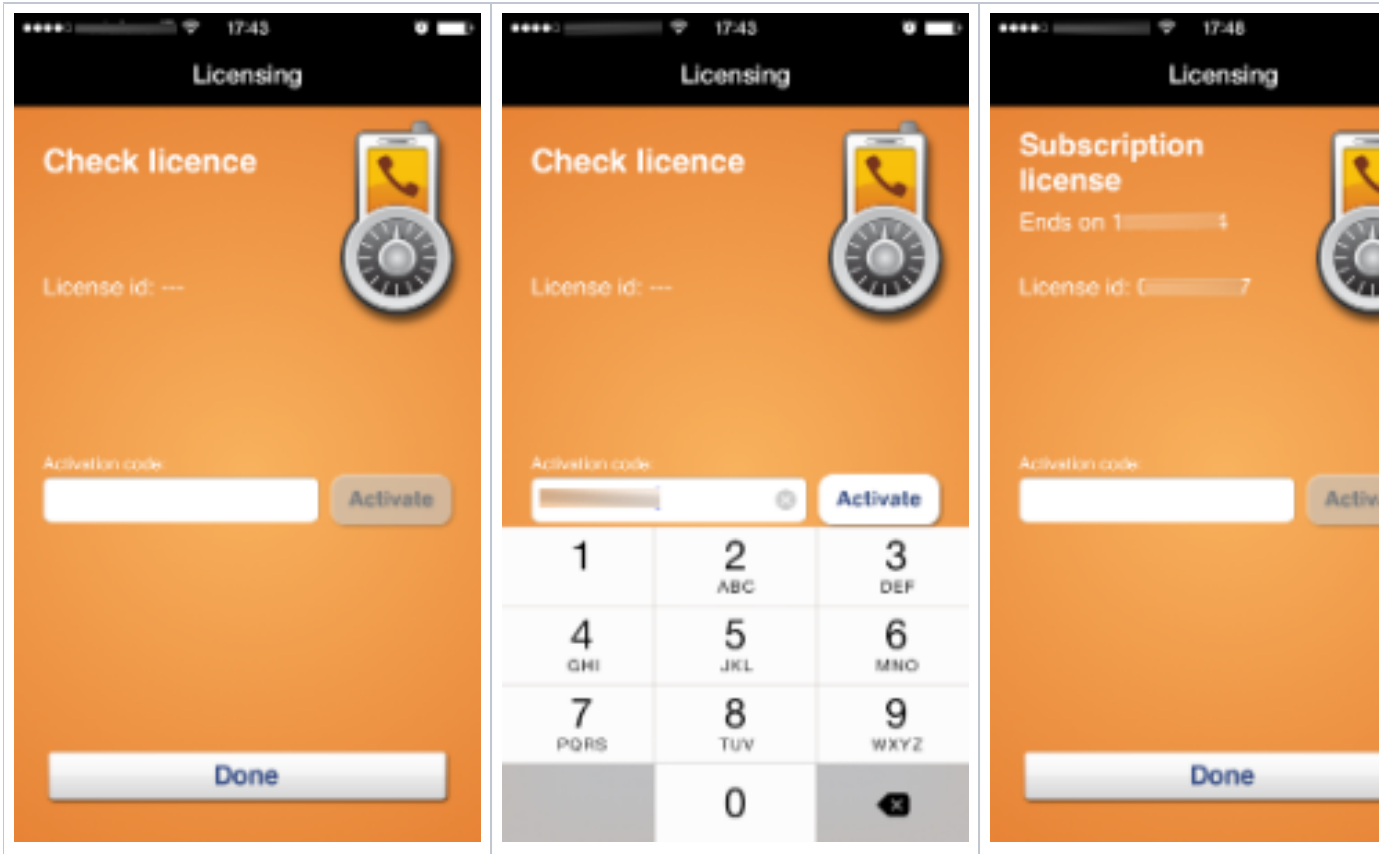 17:43
Licensing
Check licence
License id: ---
Activation code:
Activate
Done
17:43
Licensing
Check licence
License id: ---
Activation code:
Activate
1
2
ABC
3
DEF
4
GHI
5
JKL
6
MNO
7
PQRS
8
TUV
9
WXYZ
0
17:48
Licensing
Subscription
license
Ends on 1
License id:
Activation code:
Activ
Done